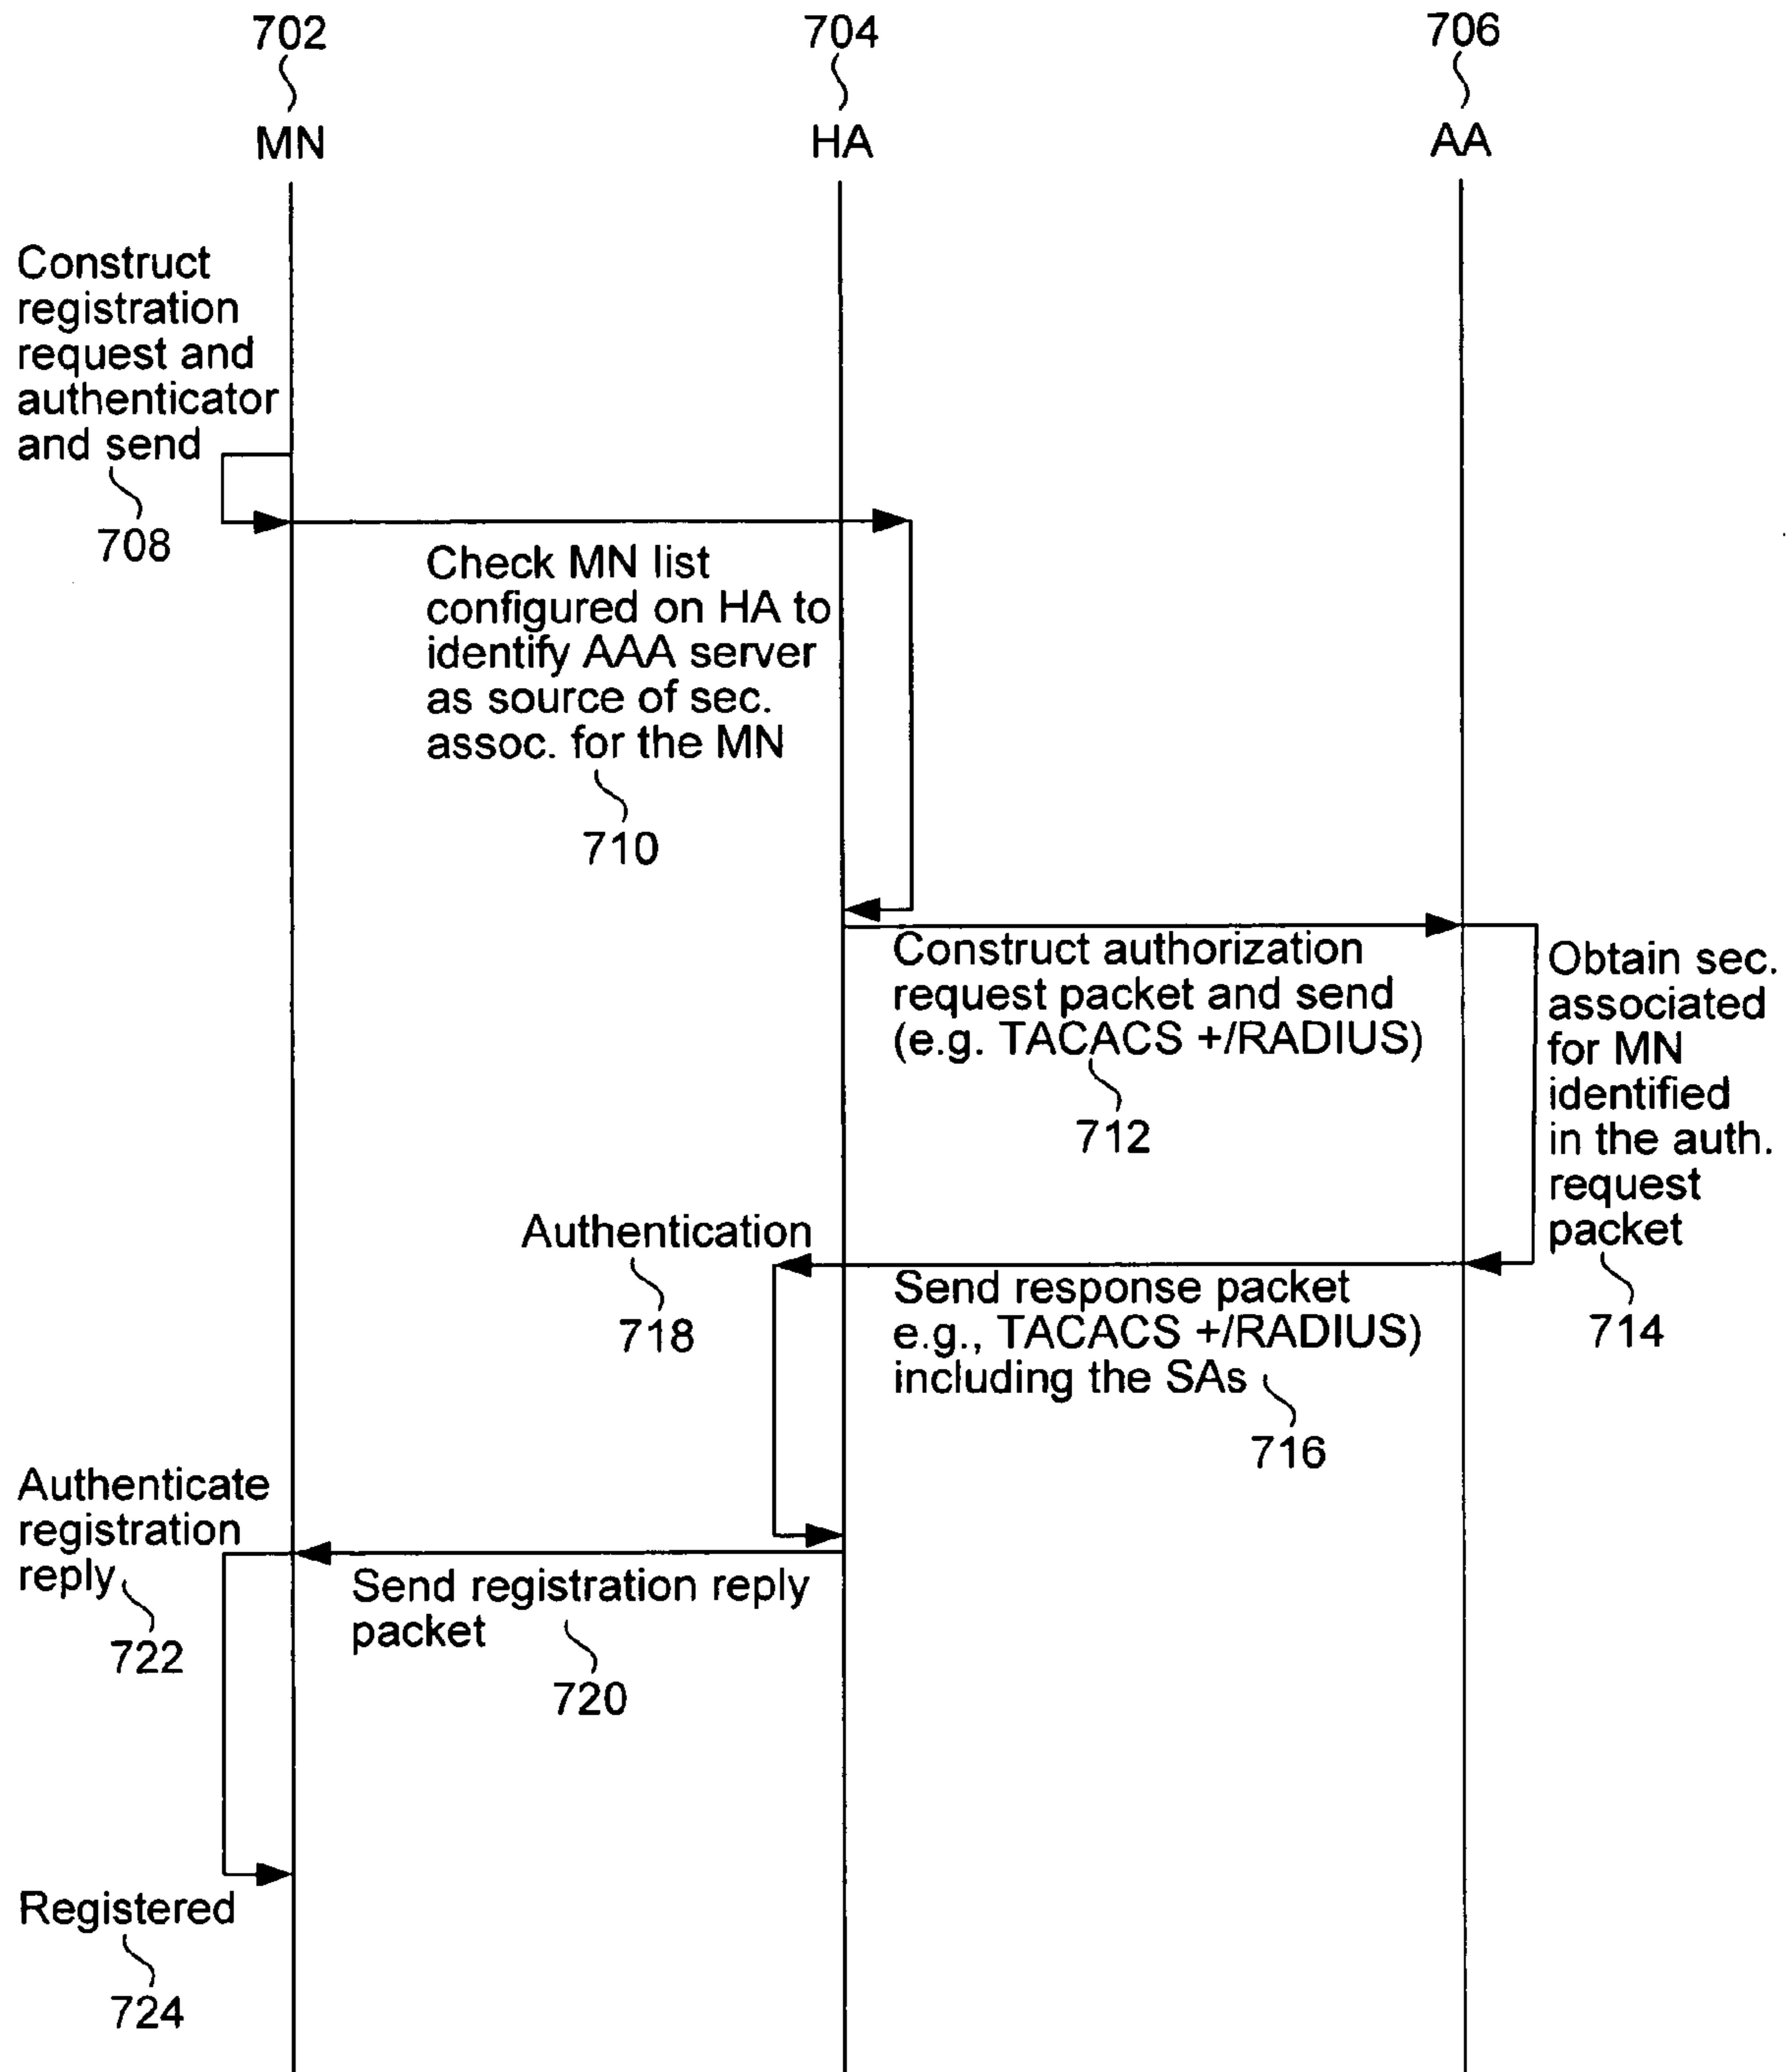 702
704
706
MN
HA
AA
Construct
registration
request and
authenticator
and send
708
Check MN list
configured on HA to
identify AAA server
as source of sec.
assoc. for the MN
710
Construct authorization
request packet and send
(e.g. TACACS +/RADIUS)
712
Obtain sec.
associated
for MN
identified
in the auth.
request
packet
714
Authentication
718
Send response packet
e.g., TACACS +/RADIUS)
including the SAs
716
Authenticate
registration
reply
722
Send registration reply
packet
720
Registered
724